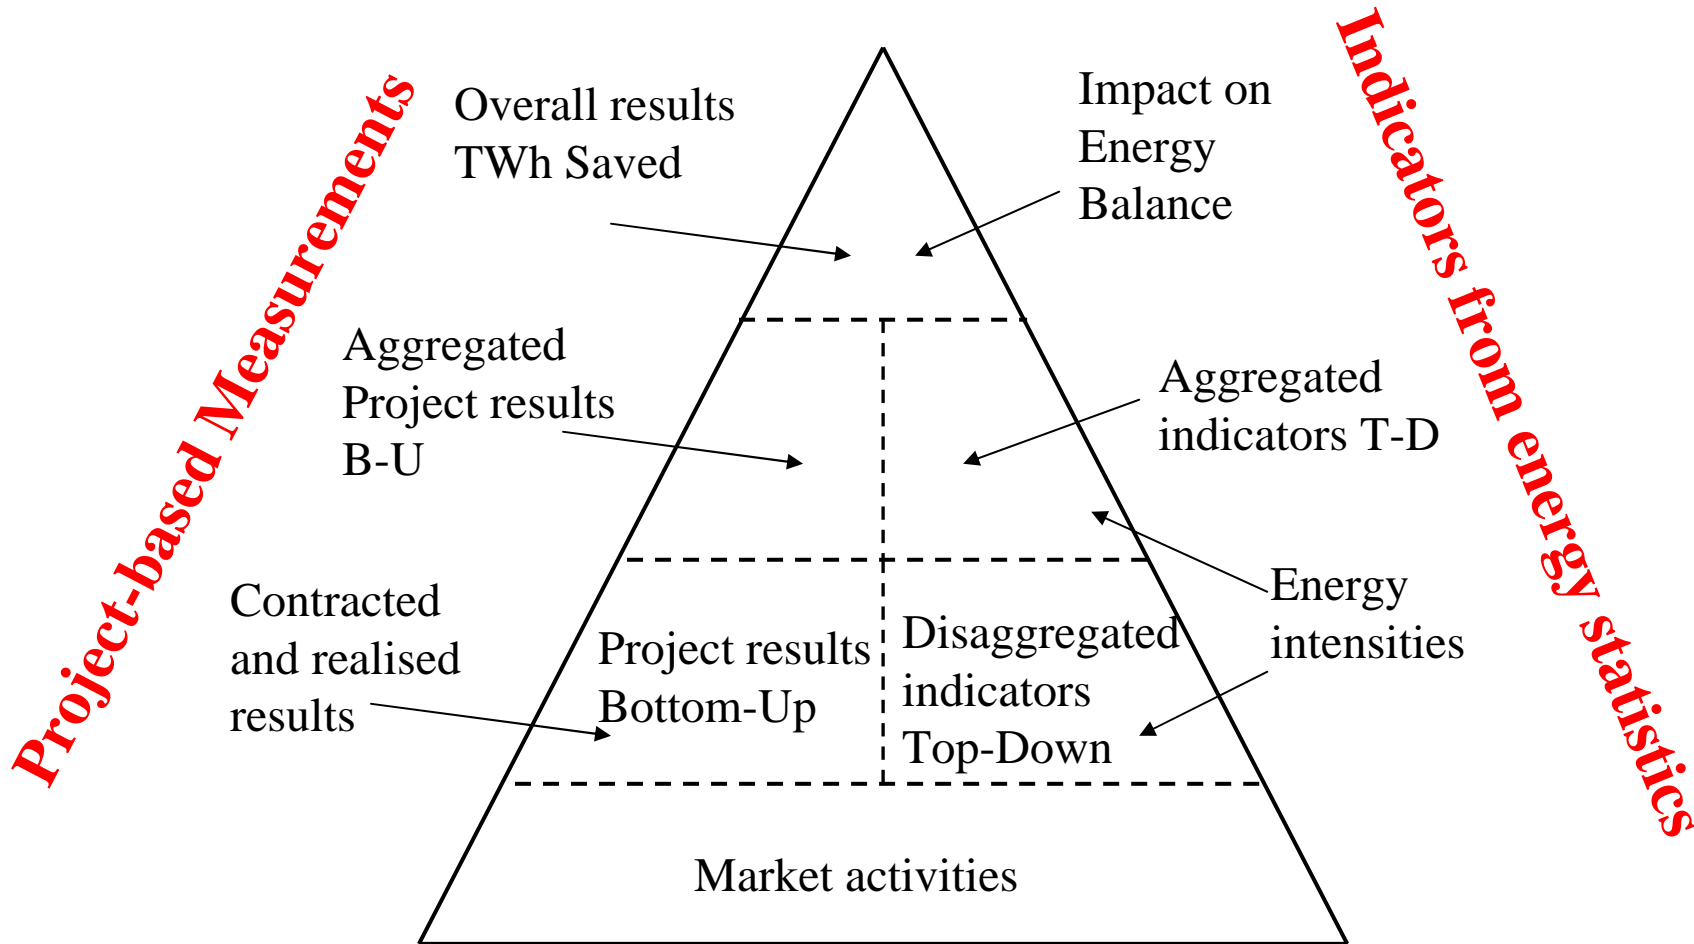 Project-based Measurements
Indicators from energy statistics
Overall results
TWh Saved
Impact on
Energy
Balance
Aggregated
Project results
B-U
Aggregated
indicators T-D
Contracted
and realised
results
Project results
Bottom-Up
Disaggregated
indicators
Top-Down
Energy
intensities
Market activities